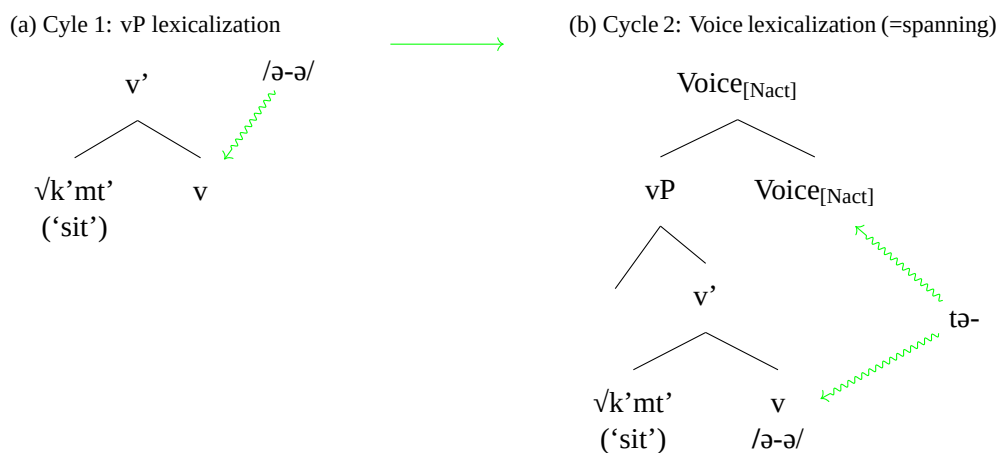 (a) Cyle 1: vP lexicalization
(b) Cycle 2: Voice lexicalization (=spanning)
v’
/ə-ə/
√k’mt’
v
(‘sit’)
Voice[Nact]
vP
Voice[Nact]
v’
tə-
√k’mt’
v
(‘sit’)
/ə-ə/